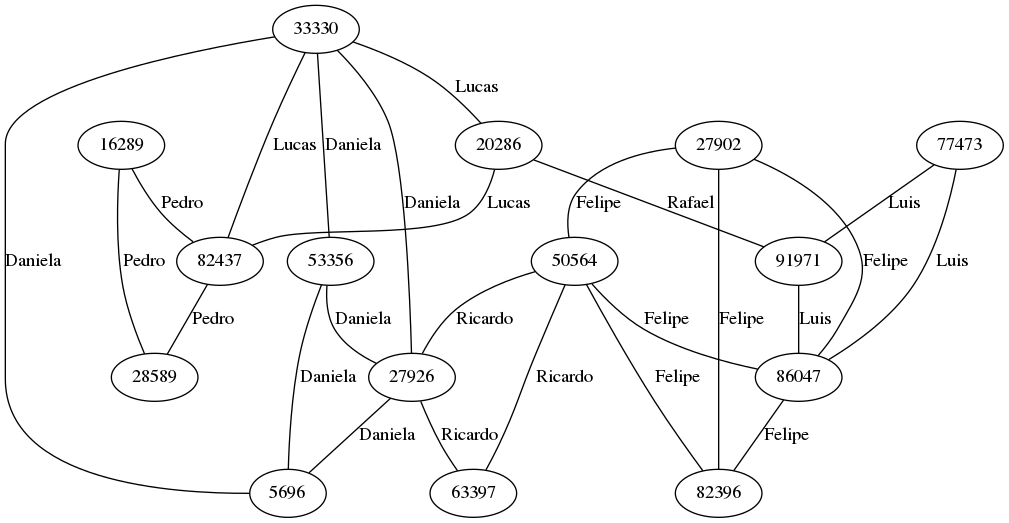 33330
Lucas
16289
Lucas
Daniela
20286
27902
77473
Pedro
Daniela
Lucas
Felipe
Rafael
Luis
Daniela
Pedro
82437
53356
50564
91971
Felipe
Luis
Pedro
Daniela
Ricardo
Felipe
Felipe
Luis
28589
Daniela
27926
Ricardo
Felipe
86047
Daniela
Ricardo
Felipe
5696
63397
82396